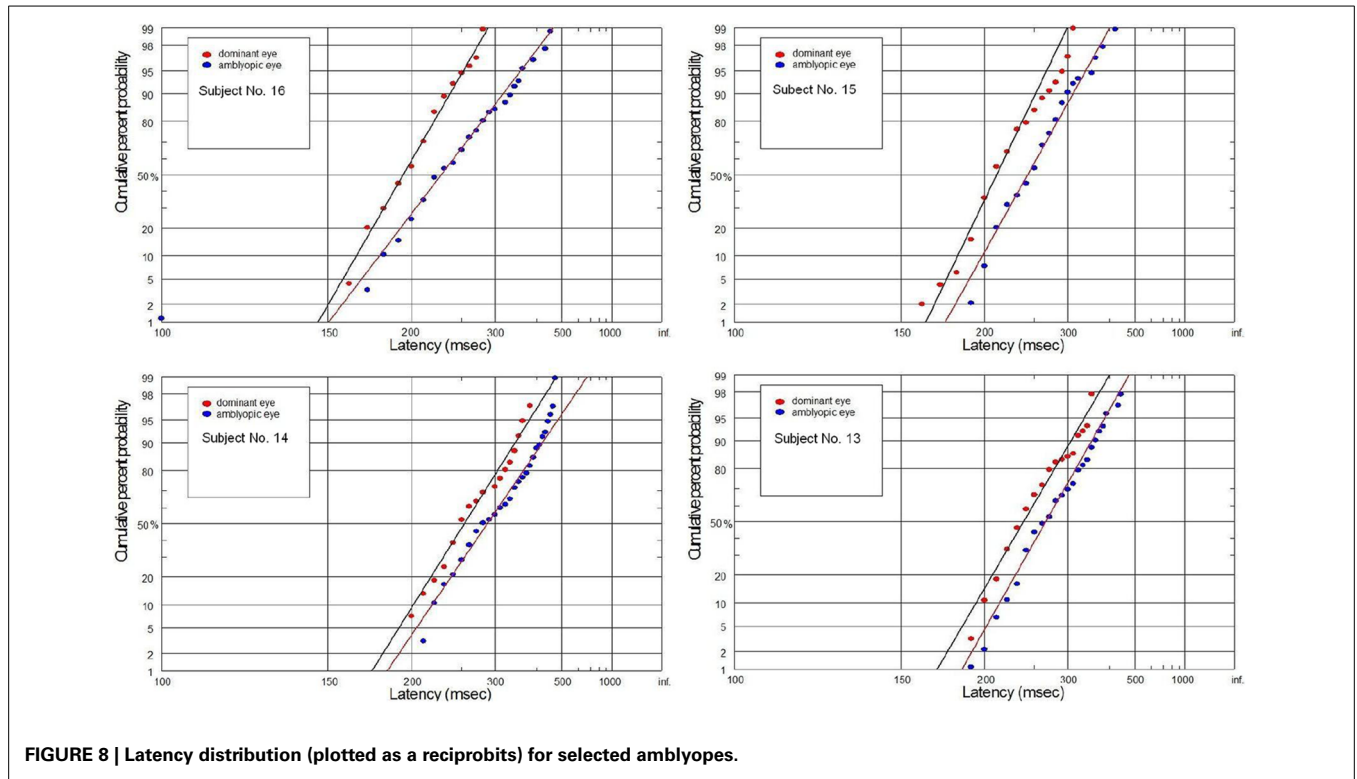 99
98
95
90
80
50%
20
10
5
2
1
Cumulative percent probability
dominant eye
amblyopic eye
Subject No. 16
100 150 200 300 500 1000 inf.
Latency (msec)
99
98
95
90
80
50%
20
10
5
2
1
Cumulative percent probability
dominant eye
amblyopic eye
Subect No. 15
100 150 200 300 500 1000 inf.
Latency (msec)
99
98
95
90
80
50%
20
10
5
2
1
Cumulative percent probability
dominant eye
amblyopic eye
Subject No. 14
100 150 200 300 500 1000 inf.
Latency (msec)
99
98
95
90
80
50%
20
10
5
2
1
Cumulative percent probability
dominant eye
amblyopic eye
Subject No. 13
100 150 200 300 500 1000 inf.
Latency (msec)
FIGURE 8 | Latency distribution (plotted as a reciprobits) for selected amblyopes.